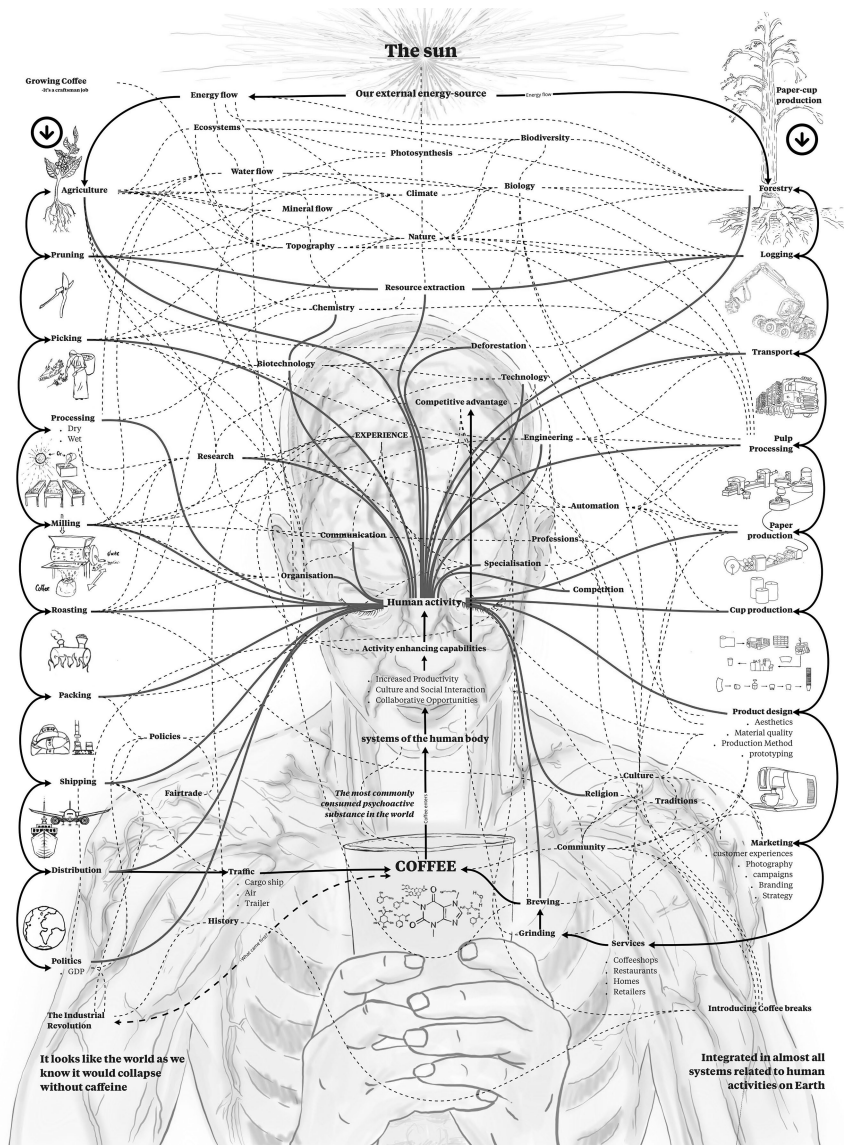 The sun
Growing Coffee
-It's a craftsman job
Energy flow
Our external energy-source
Energy flow
Paper-cup
production
Ecosystems
Biodiversity
Photosynthesis
Water flow
Agriculture
Climate
Biology
Forestry
Mineral flow
Nature
Topography
Pruning
Logging
Resource extraction
Chemistry
Picking
Deforestation
Transport
Biotechnology
Technology
Competitive advantage
Processing
. Dry
. Wet
EXPERIENCE
Engineering
Pulp
Processing
Research
Or
Automation
Milling
Communication
Professions
Paper
production
Coffee
Specialisation
Organisation
Competition
Human activity
Roasting
Cup production
Activity enhancing capabilities
. Increased Productivity
. Culture and Social Interaction
. Collaborative Opportunities
Packing
Product design
. Aesthetics
. Material quality
. Production Method
. prototyping
Policies
systems of the human body
Shipping
Culture
Fairtrade
The most commonly
consumed psychoactive
substance in the world
Coffee enters
Religion
Traditions
Community
Marketing
. customer experiences
. Photography
. campaigns
. Branding
. Strategy
Distribution
Traffic
. Cargo ship
. Air
. Trailer
COFFEE
Brewing
History
What came first?
Grinding
Services
. Coffeeshops
. Restaurants
. Homes
. Retailers
Politics
. GDP
The Industrial
Revolution
Introducing Coffee breaks
It looks like the world as we
know it would collapse
without caffeine
Integrated in almost all
systems related to human
activities on Earth